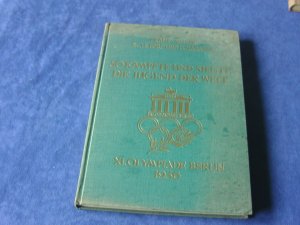 SO KÄMPFTE UND SIEGTE
DIE JUGEND DER WELT
XI. OLYMPIADE BERLIN
1936